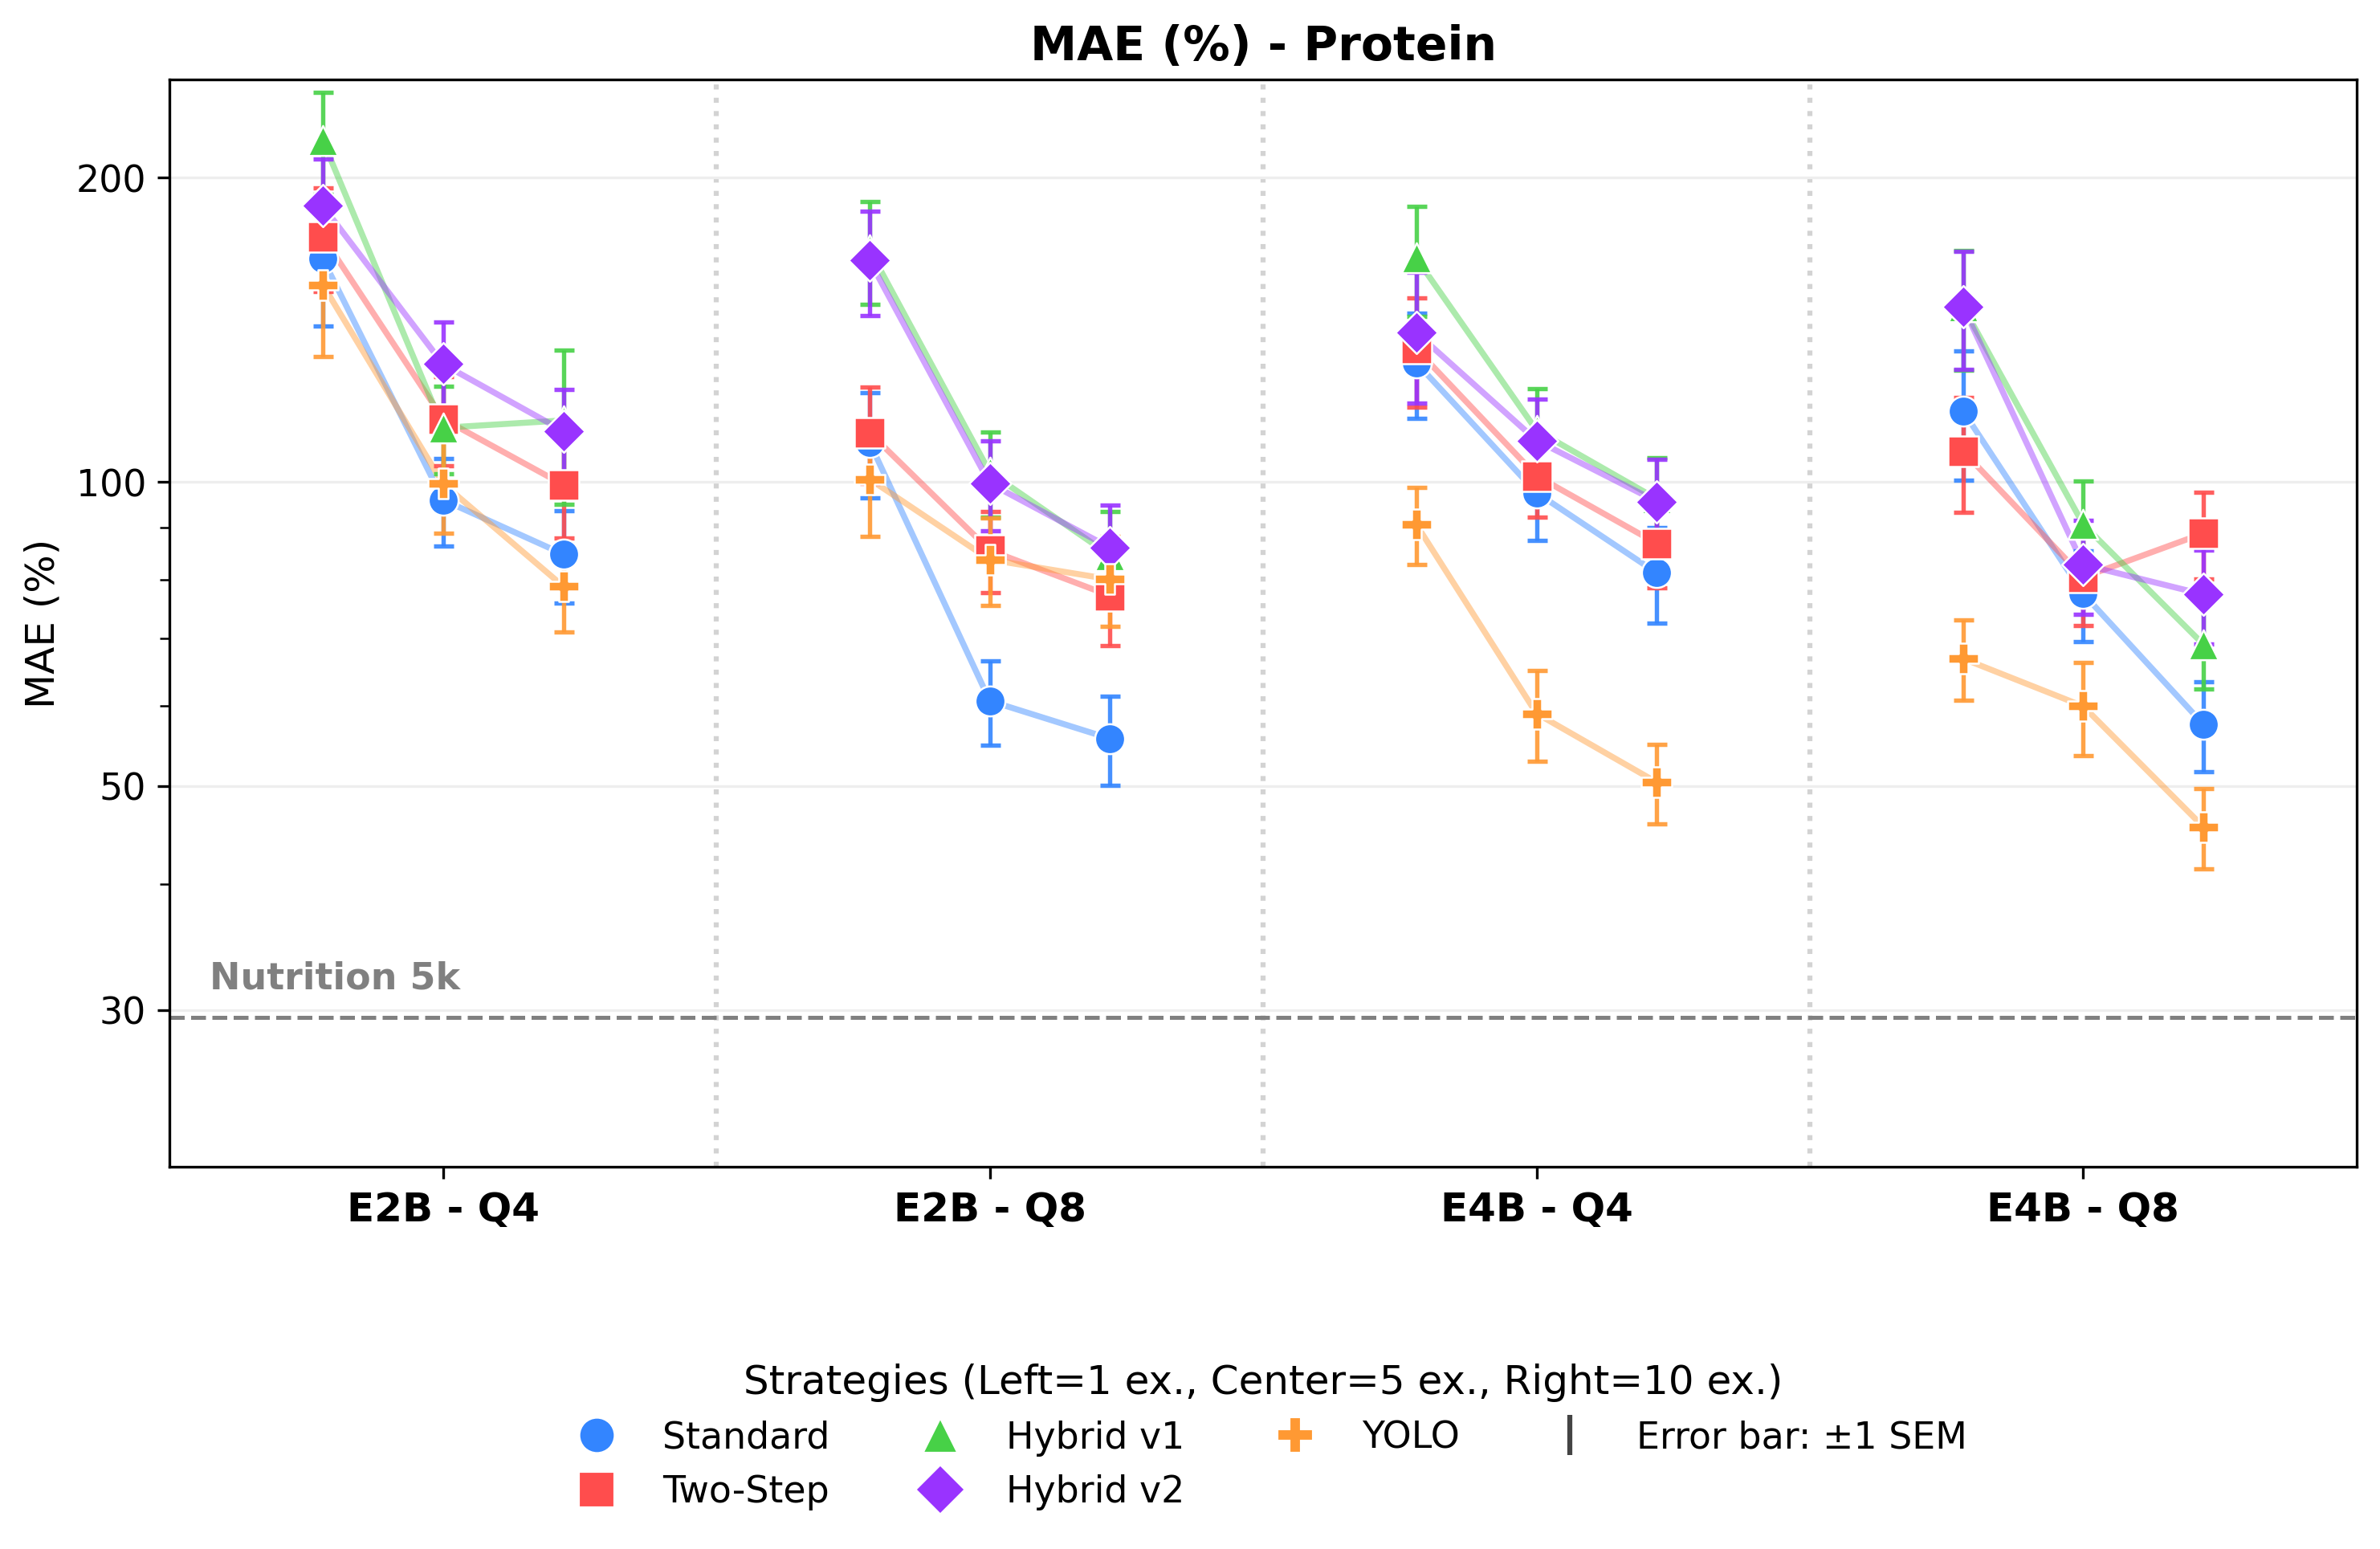 MAE (%) - Protein
MAE (%)
200
100
50
30
Nutrition 5k
E2B - Q4
E2B - Q8
E4B - Q4
E4B - Q8
Strategies (Left=1 ex., Center=5 ex., Right=10 ex.)
Standard
Two-Step
Hybrid v1
Hybrid v2
YOLO
Error bar: ±1 SEM